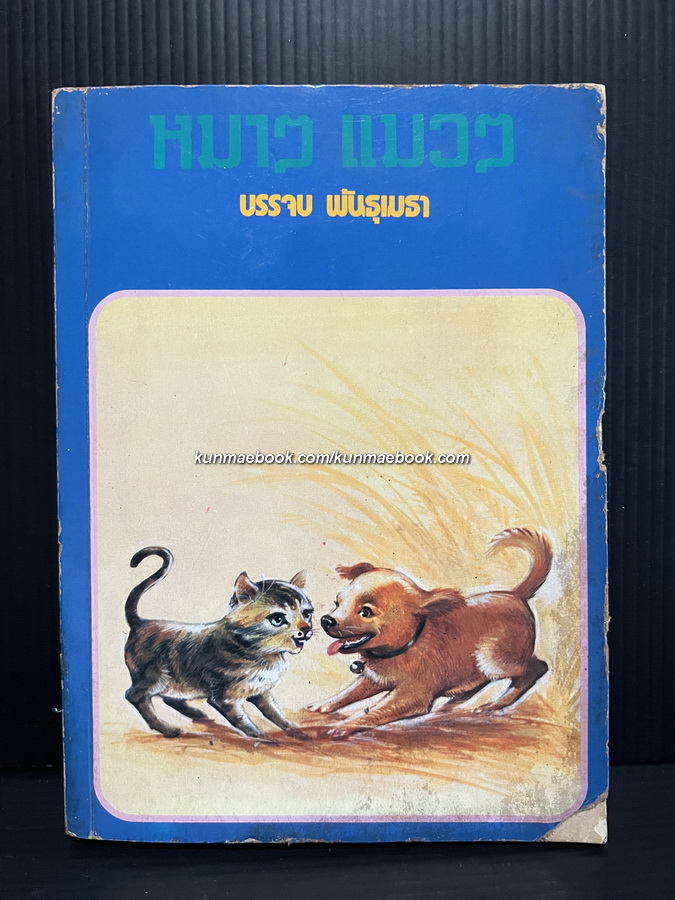 หมาๆ แมวๆ
บรรจบ พันธุเมธา
kunmaebook.com/kunmaebook.com